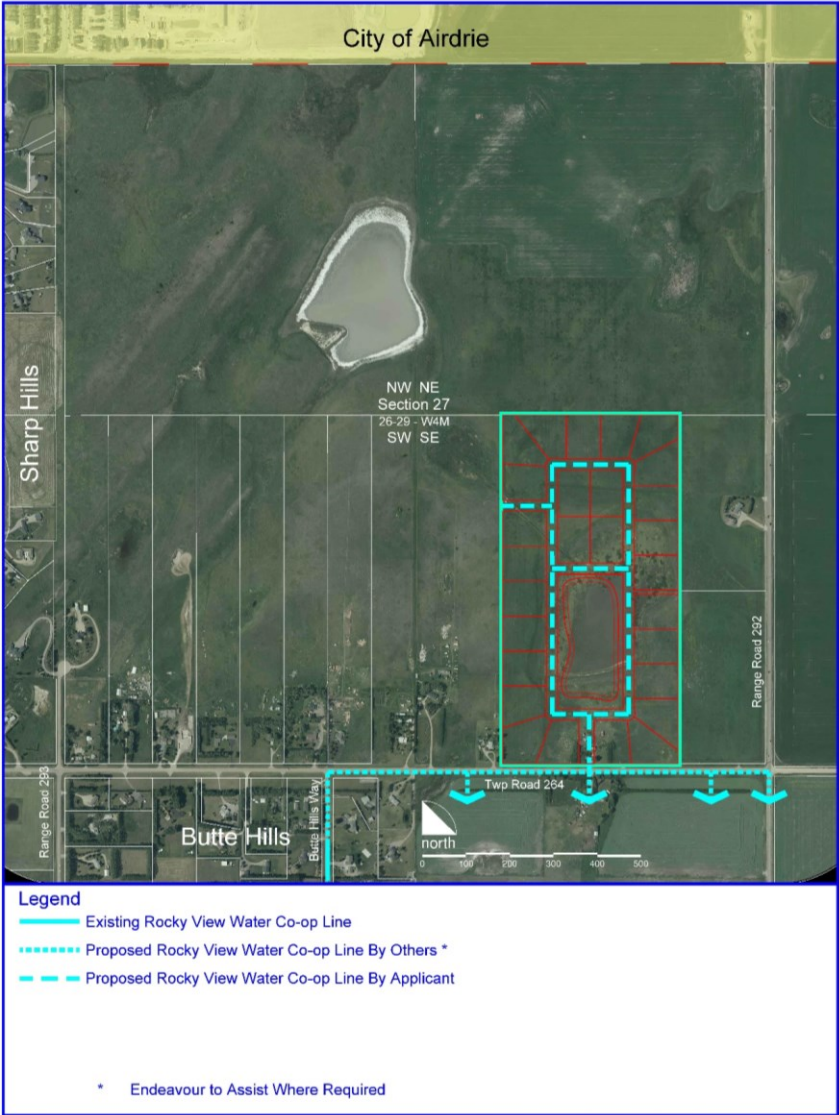 City of Airdrie
Sharp Hills
NW NE
Section 27
26-29 - W4M
SW SE
Range Road 292
Range Road 293
Butte Hills Way
Twp Road 264
Butte Hills
north
0 100 200 300 400 500
Legend
Existing Rocky View Water Co-op Line
Proposed Rocky View Water Co-op Line By Others *
Proposed Rocky View Water Co-op Line By Applicant
* Endeavour to Assist Where Required